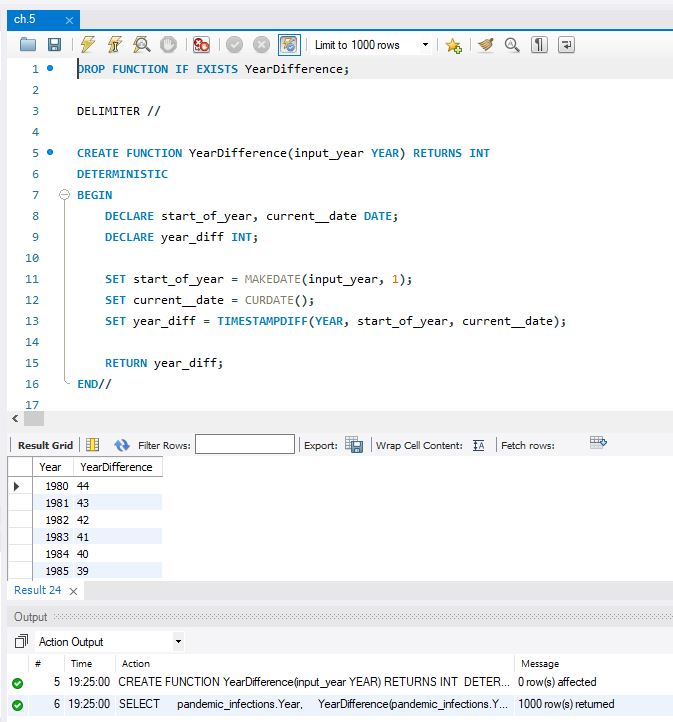 ch.5
Limit to 1000 rows
1 DROP FUNCTION IF EXISTS YearDifference;
2
3 DELIMITER //
4
5 CREATE FUNCTION YearDifference(input_year YEAR) RETURNS INT
6 DETERMINISTIC
7 BEGIN
8 DECLARE start_of_year, current__date DATE;
9 DECLARE year_diff INT;
10
11 SET start_of_year = MAKEDATE(input_year, 1);
12 SET current__date = CURDATE();
13 SET year_diff = TIMESTAMPDIFF(YEAR, start_of_year, current__date);
14
15 RETURN year_diff;
16 END//
17
Result Grid Filter Rows: Export: Wrap Cell Content: Fetch rows:
Year YearDifference
1980 44
1981 43
1982 42
1983 41
1984 40
1985 39
Result 24
Output
Action Output
# Time Action Message
5 19:25:00 CREATE FUNCTION YearDifference(input_year YEAR) RETURNS INT DETER... 0 row(s) affected
6 19:25:00 SELECT pandemic_infections.Year, YearDifference(pandemic_infections.Y... 1000 row(s) returned